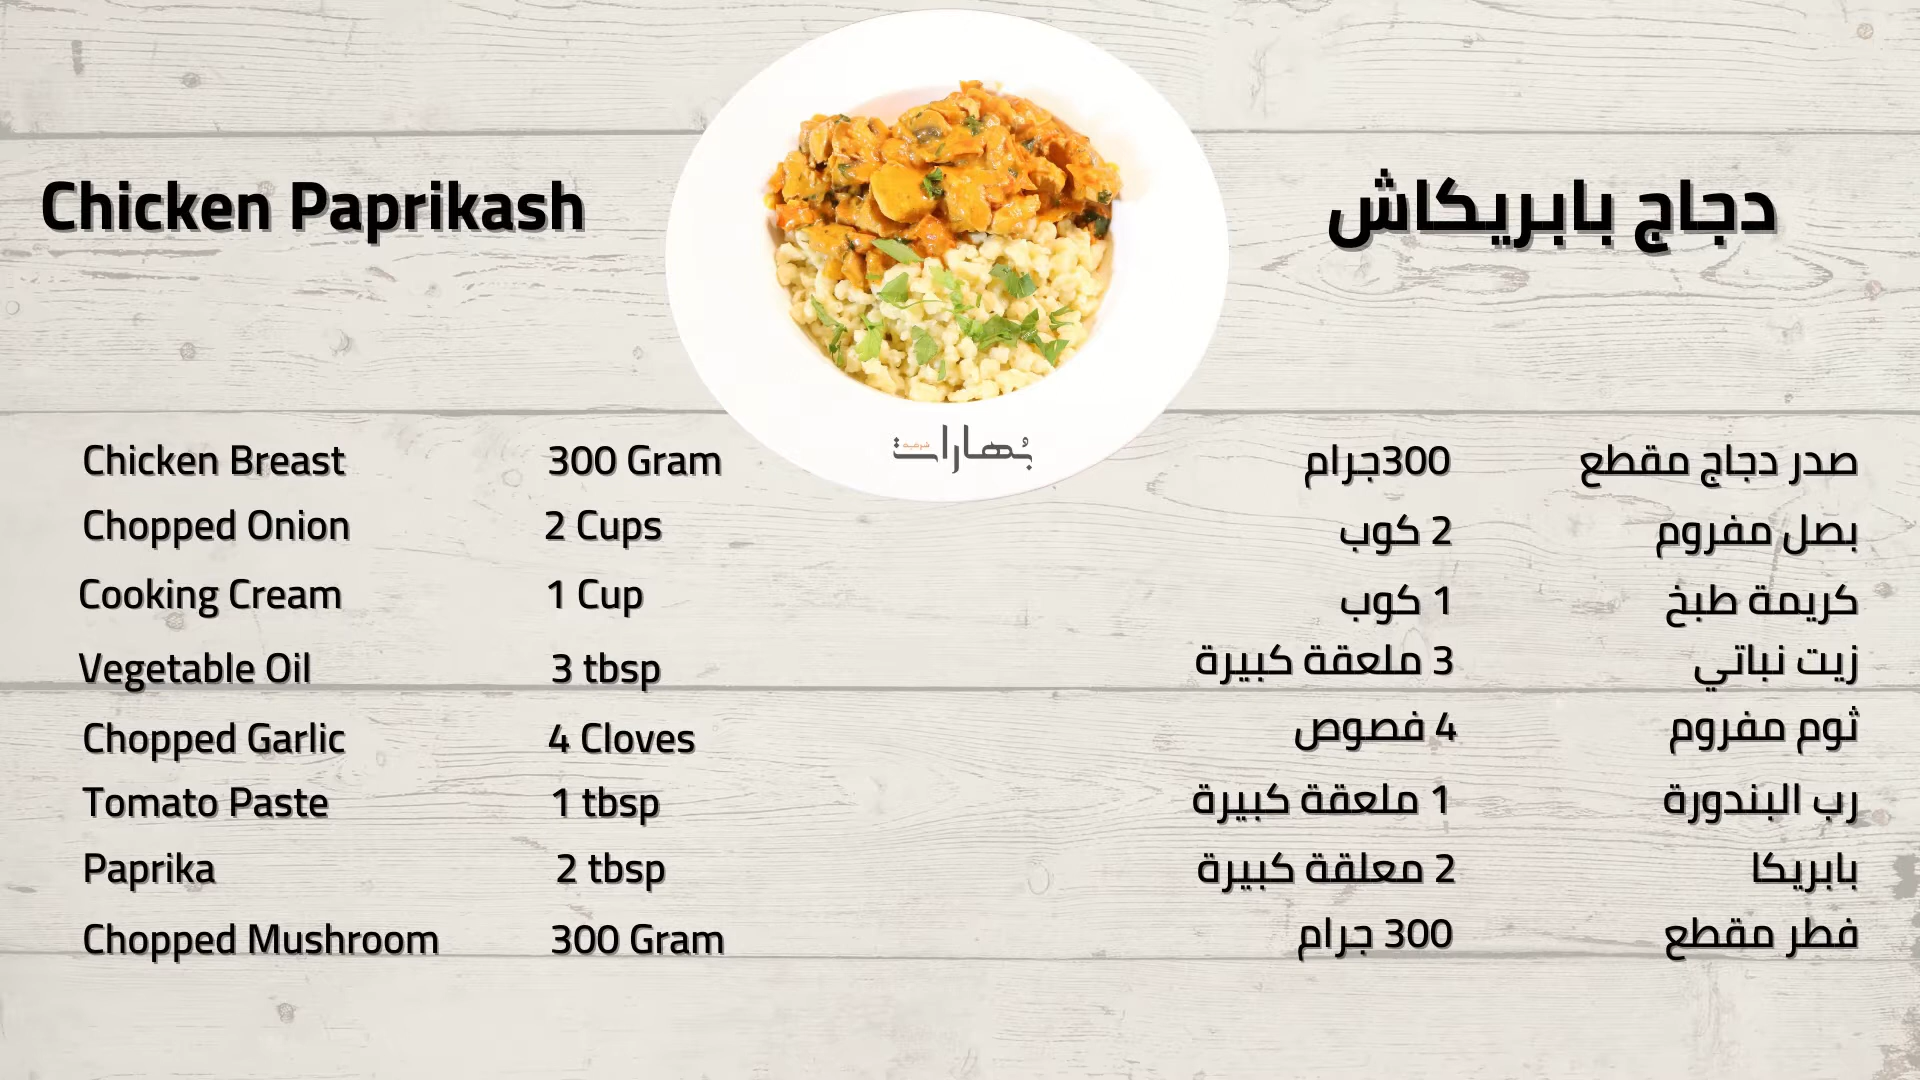 Chicken Paprikash
دجاج بابريكاش
بُهارات
Chicken Breast 300 Gram
Chopped Onion 2 Cups
Cooking Cream 1 Cup
Vegetable Oil 3 tbsp
Chopped Garlic 4 Cloves
Tomato Paste 1 tbsp
Paprika 2 tbsp
Chopped Mushroom 300 Gram
صدر دجاج مقطع 300جرام
بصل مفروم 2 كوب
كريمة طبخ 1 كوب
زيت نباتي 3 ملعقة كبيرة
ثوم مفروم 4 فصوص
رب البندورة 1 ملعقة كبيرة
بابريكا 2 معلقة كبيرة
فطر مقطع 300 جرام